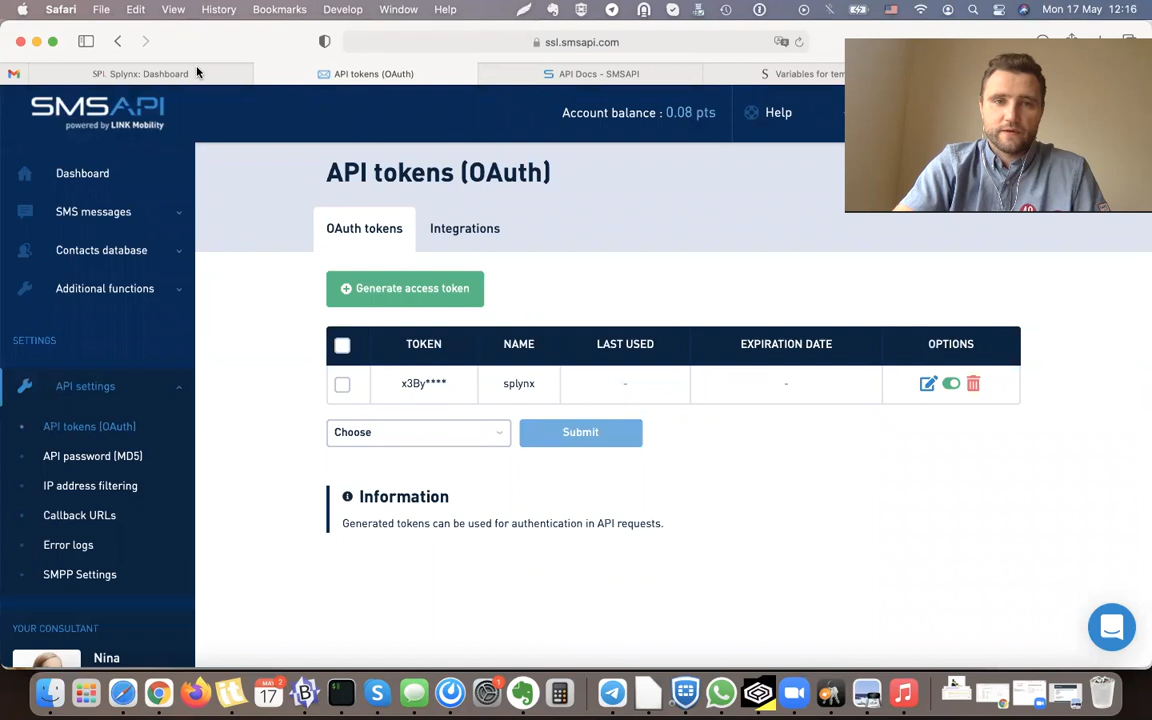 Safari File Edit View History Bookmarks Develop Window Help Mon 17 May 12:16
ssl.smsapi.com
SPL Splynx: Dashboard API tokens (OAuth) API Docs - SMSAPI Variables for tem
SMSAPI
powered by LINK Mobility
Account balance : 0.08 pts Help
Dashboard
SMS messages
Contacts database
Additional functions
SETTINGS
API settings
API tokens (OAuth)
API password (MD5)
IP address filtering
Callback URLs
Error logs
SMPP Settings
YOUR CONSULTANT
Nina
API tokens (OAuth)
OAuth tokens Integrations
Generate access token
TOKEN NAME LAST USED EXPIRATION DATE OPTIONS
x3By**** splynx - -
Choose Submit
Information
Generated tokens can be used for authentication in API requests.
MAY 2
17
1